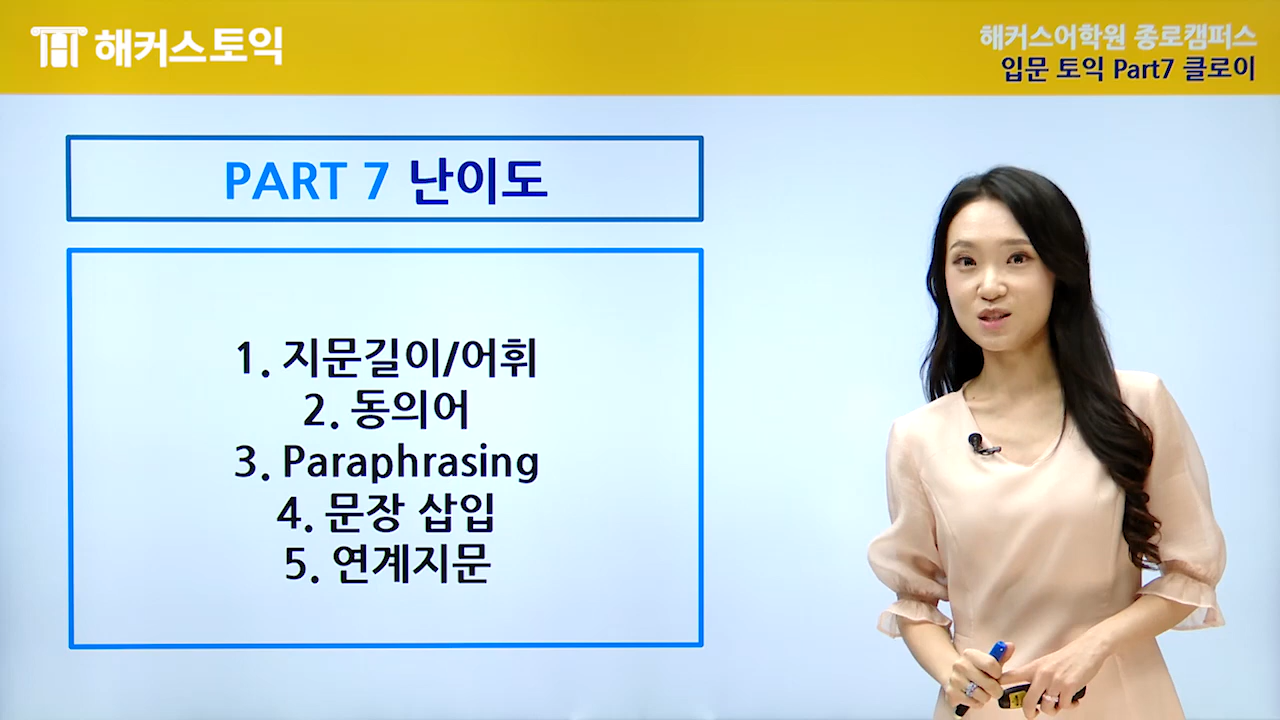 해커스토익
해커스어학원 종로캠퍼스
입문 토익 Part7 클로이
PART 7 난이도
1. 지문길이/어휘
2. 동의어
3. Paraphrasing
4. 문장 삽입
5. 연계지문